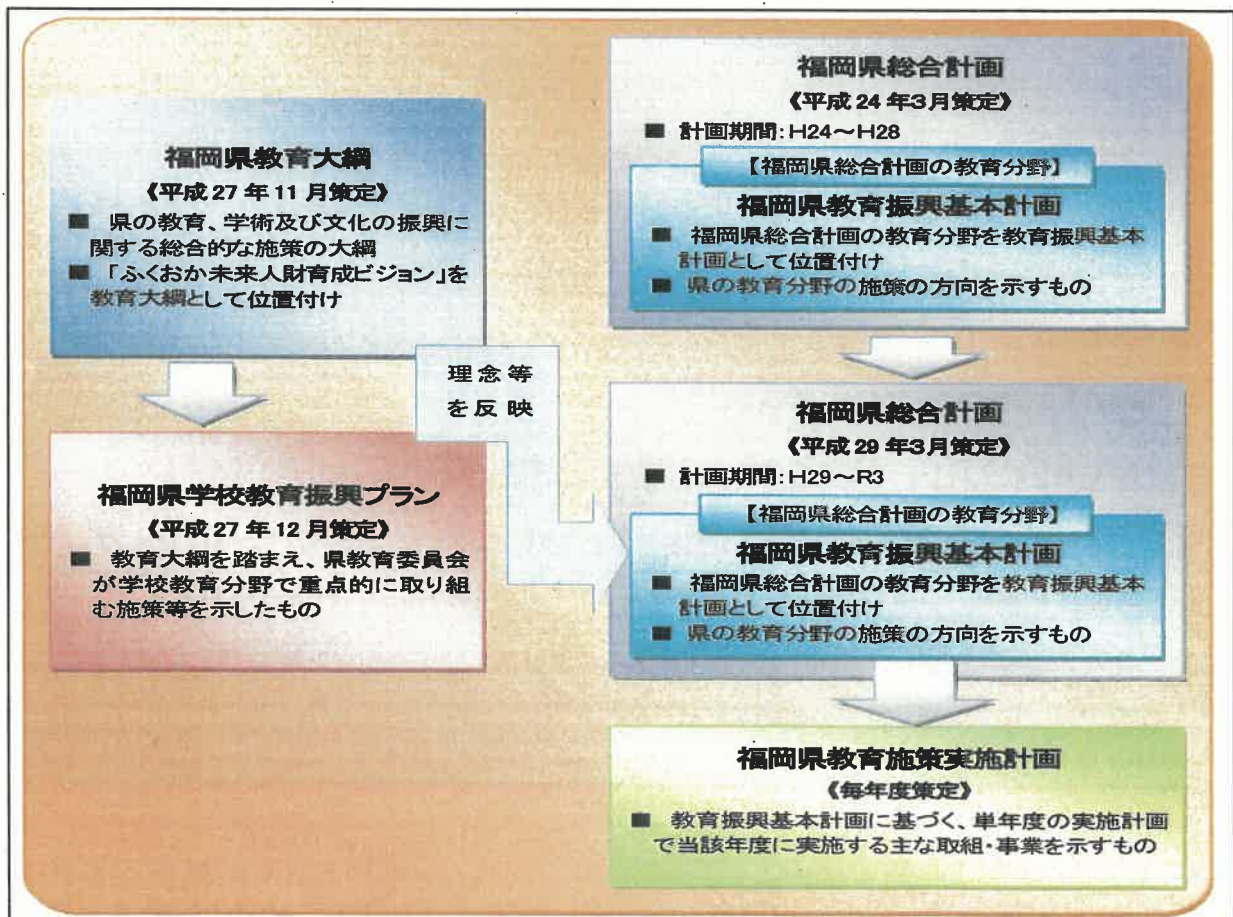 福岡県教育大綱
《平成27年11月策定》
■ 県の教育、学術及び文化の振興に
関する総合的な施策の大綱
■ 「ふくおか未来人財育成ビジョン」を
教育大綱として位置付け
福岡県学校教育振興プラン
《平成27年12月策定》
■ 教育大綱を踏まえ、県教育委員会
が学校教育分野で重点的に取り組
む施策等を示したもの
理念等
を反映
福岡県総合計画
《平成24年3月策定》
■ 計画期間:H24～H28
【福岡県総合計画の教育分野】
福岡県教育振興基本計画
■ 福岡県総合計画の教育分野を教育振興基本
計画として位置付け
■ 県の教育分野の施策の方向を示すもの
福岡県総合計画
《平成29年3月策定》
■ 計画期間:H29～R3
【福岡県総合計画の教育分野】
福岡県教育振興基本計画
■ 福岡県総合計画の教育分野を教育振興基本
計画として位置付け
■ 県の教育分野の施策の方向を示すもの
福岡県教育施策実施計画
《毎年度策定》
■ 教育振興基本計画に基づく、単年度の実施計画
で当該年度に実施する主な取組・事業を示すもの